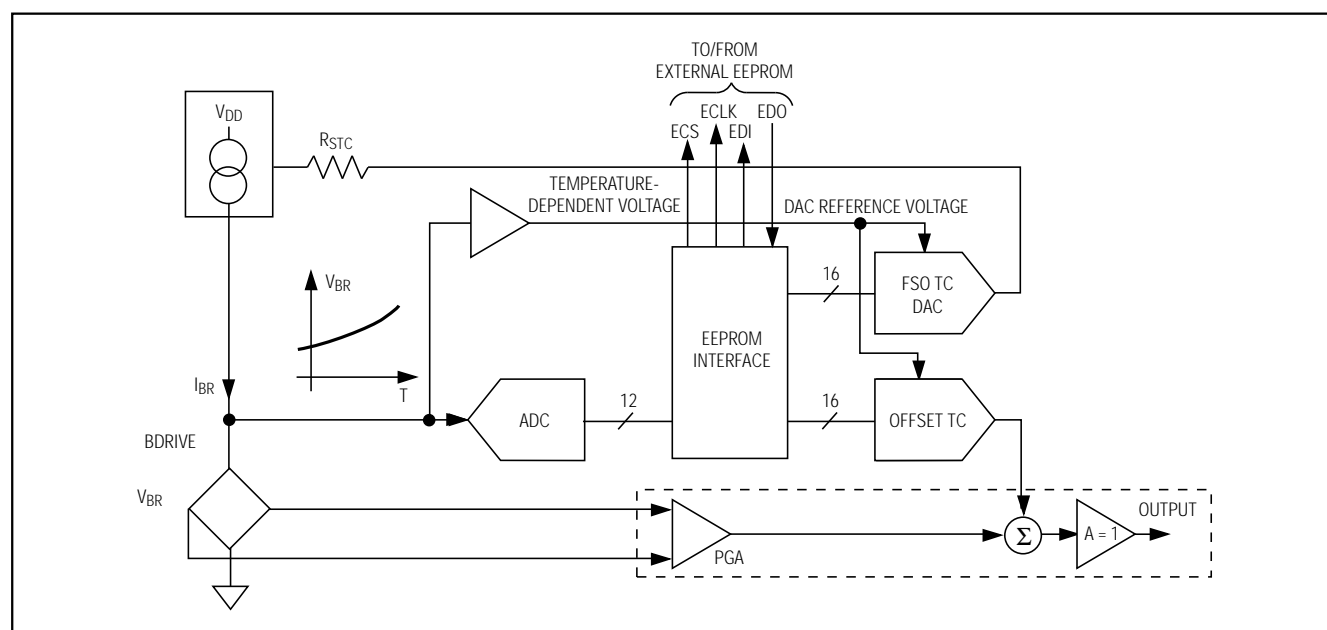 TO/FROM
EXTERNAL EEPROM
ECS
ECLK
EDI
EDO
VDD
RSTC
TEMPERATURE-
DEPENDENT VOLTAGE
DAC REFERENCE VOLTAGE
16
FSO TC
DAC
VBR
T
EEPROM
INTERFACE
IBR
ADC
12
16
OFFSET TC
BDRIVE
VBR
PGA
Σ
A = 1
OUTPUT